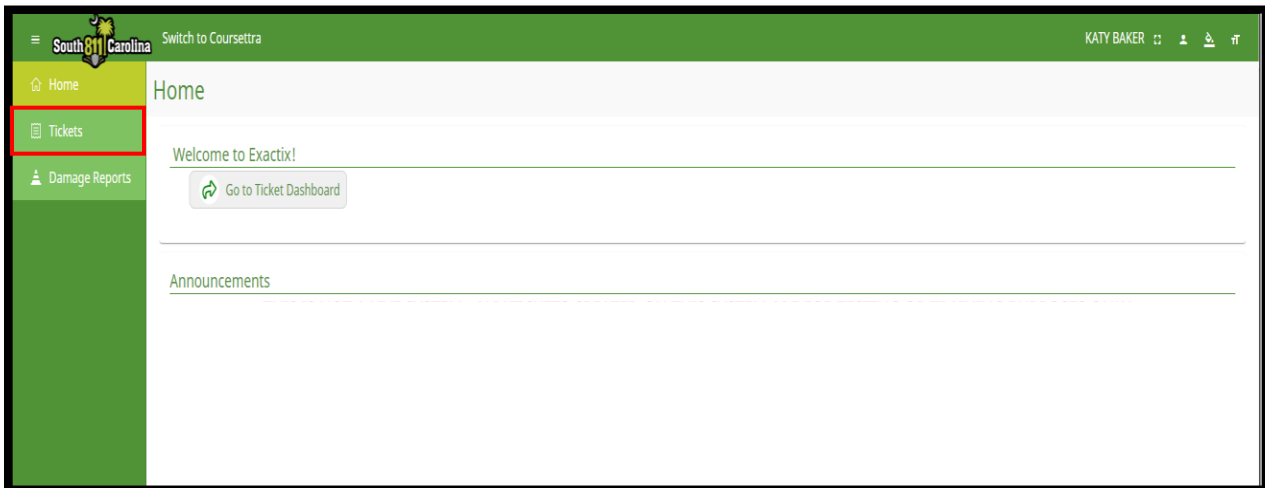 South 811 Carolina
Switch to Coursettra
KATY BAKER
Home
Tickets
Damage Reports
Home
Welcome to Exactix!
Go to Ticket Dashboard
Announcements